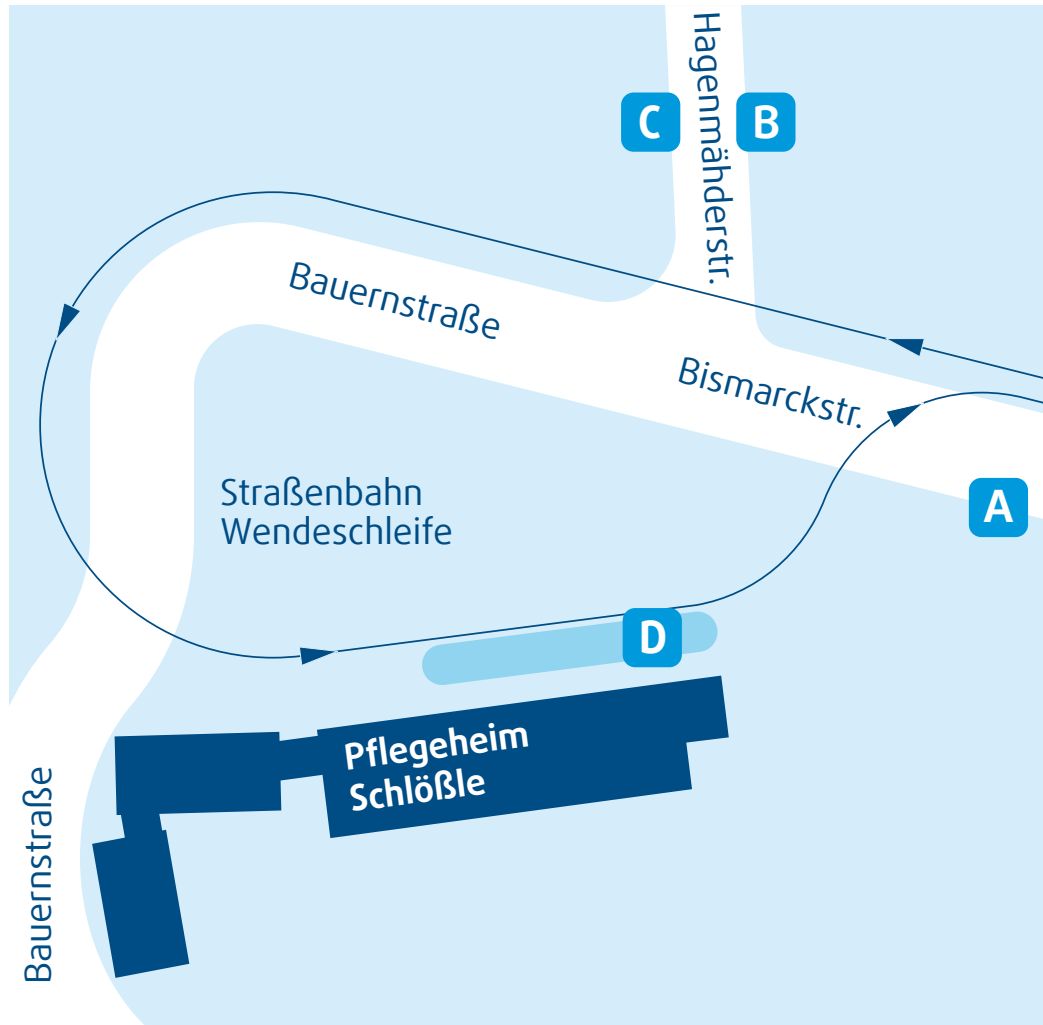 Hagenmähderstr.
C
B
Bauernstraße
Bismarckstr.
Straßenbahn
Wendeschleife
A
D
Pflegeheim
Schlößle
Bauernstraße